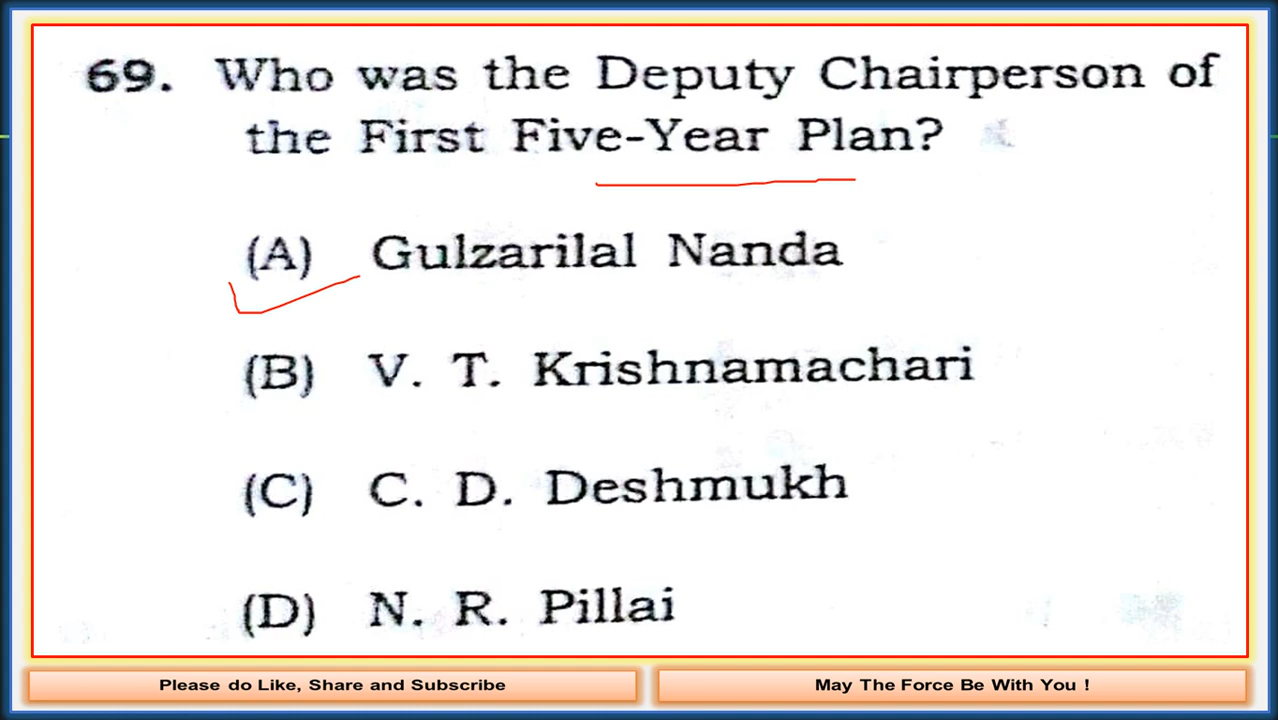 69. Who was the Deputy Chairperson of
the First Five-Year Plan?
(A) Gulzarilal Nanda
(B) V. T. Krishnamachari
(C) C. D. Deshmukh
(D) N. R. Pillai
Please do Like, Share and Subscribe
May The Force Be With You !